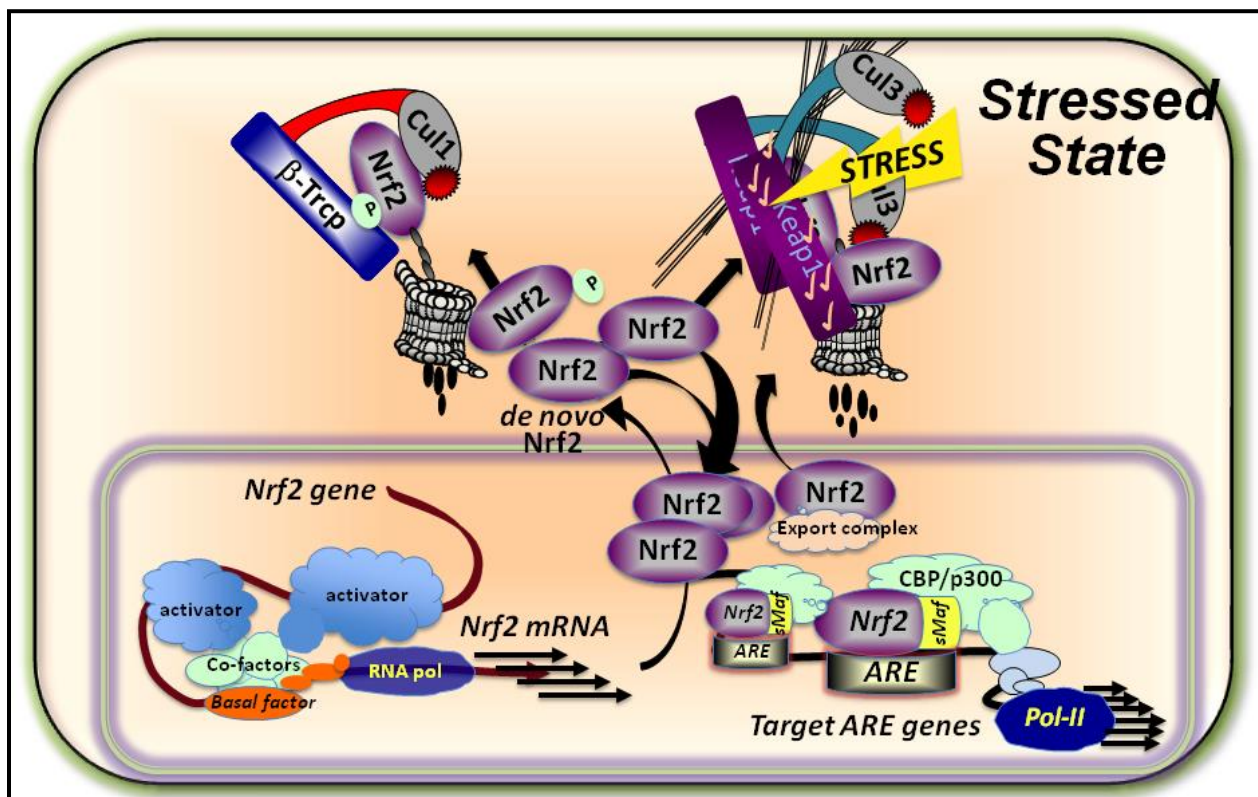 Stressed
State
Cul3
STRESS
Cul1
Nrf2
β-Trcp
P
Keap1
Nrf2
Nrf2
P
Nrf2
Nrf2
de novo
Nrf2
Nrf2 gene
Nrf2
Nrf2
Export complex
Nrf2
activator
activator
CBP/p300
Nrf2 mRNA
Nrf2
sMaf
Nrf2
sMaf
ARE
ARE
Co-factors
RNA pol
Basal factor
Target ARE genes
Pol-II